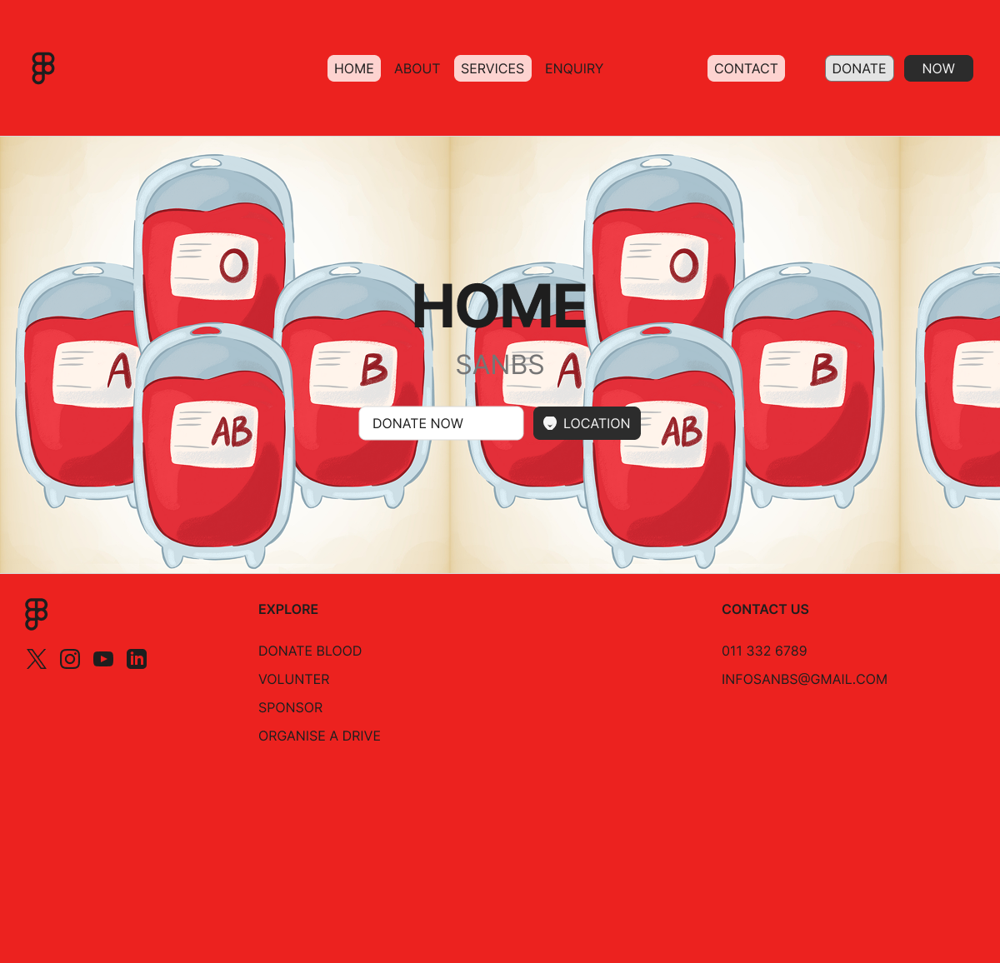 HOME ABOUT SERVICES ENQUIRY CONTACT DONATE NOW
O O
HOME
A B A B
SANBS
AB AB
DONATE NOW LOCATION
EXPLORE CONTACT US
DONATE BLOOD 011 332 6789
VOLUNTER INFOSANBS@GMAIL.COM
SPONSOR
ORGANISE A DRIVE
in